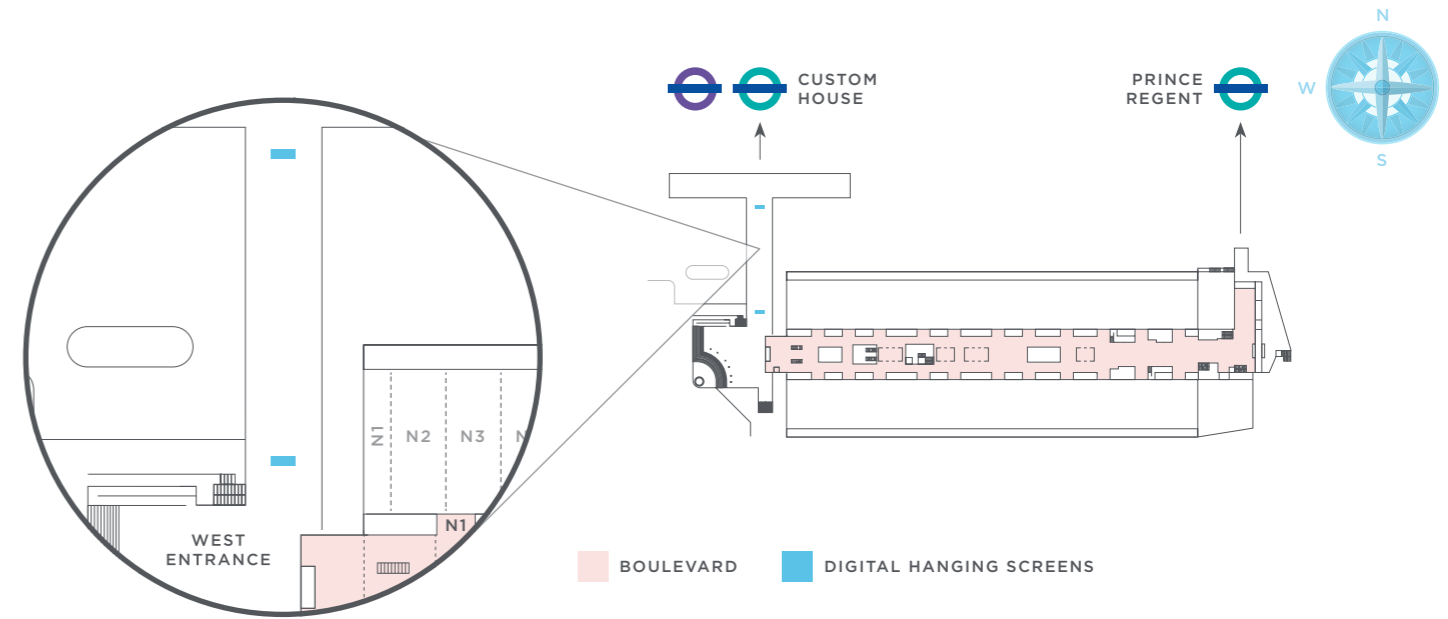 N
CUSTOM
HOUSE
PRINCE
REGENT
W
S
N1
N2
N3
N
N1
WEST
ENTRANCE
BOULEVARD
DIGITAL HANGING SCREENS